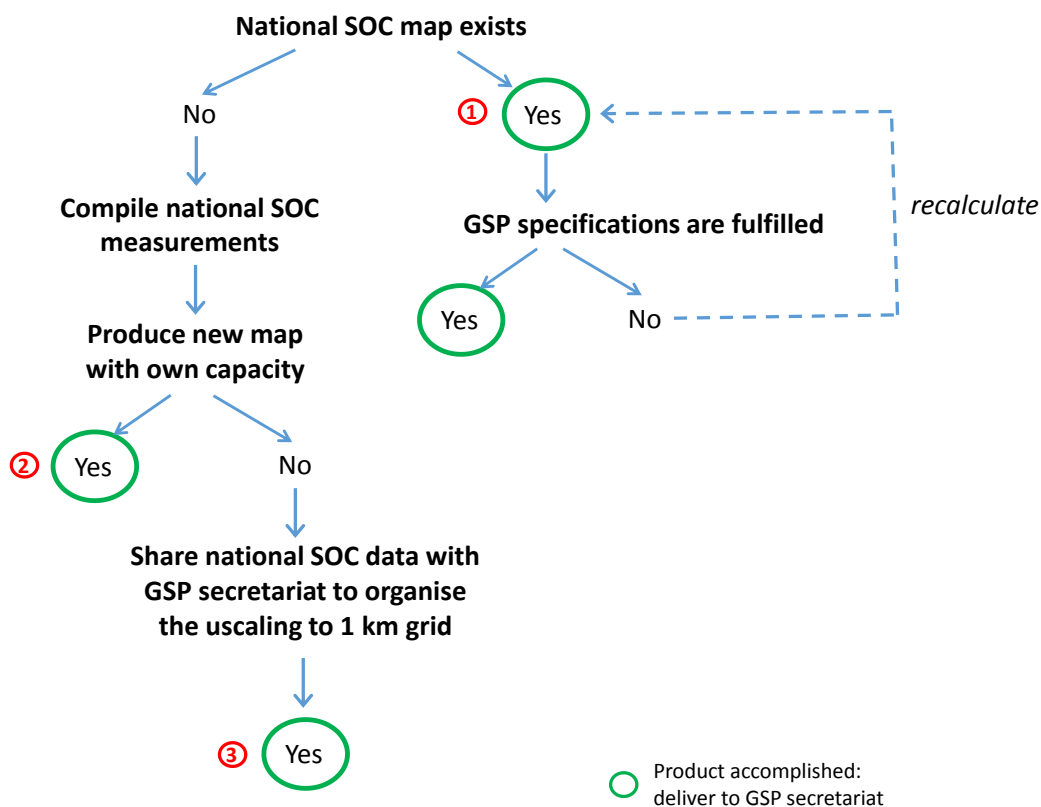 National SOC map exists
No
1
Yes
Compile national SOC
measurements
GSP specifications are fulfilled
recalculate
Yes
No
Produce new map
with own capacity
2
Yes
No
Share national SOC data with
GSP secretariat to organise
the uscaling to 1 km grid
3
Yes
Product accomplished:
deliver to GSP secretariat